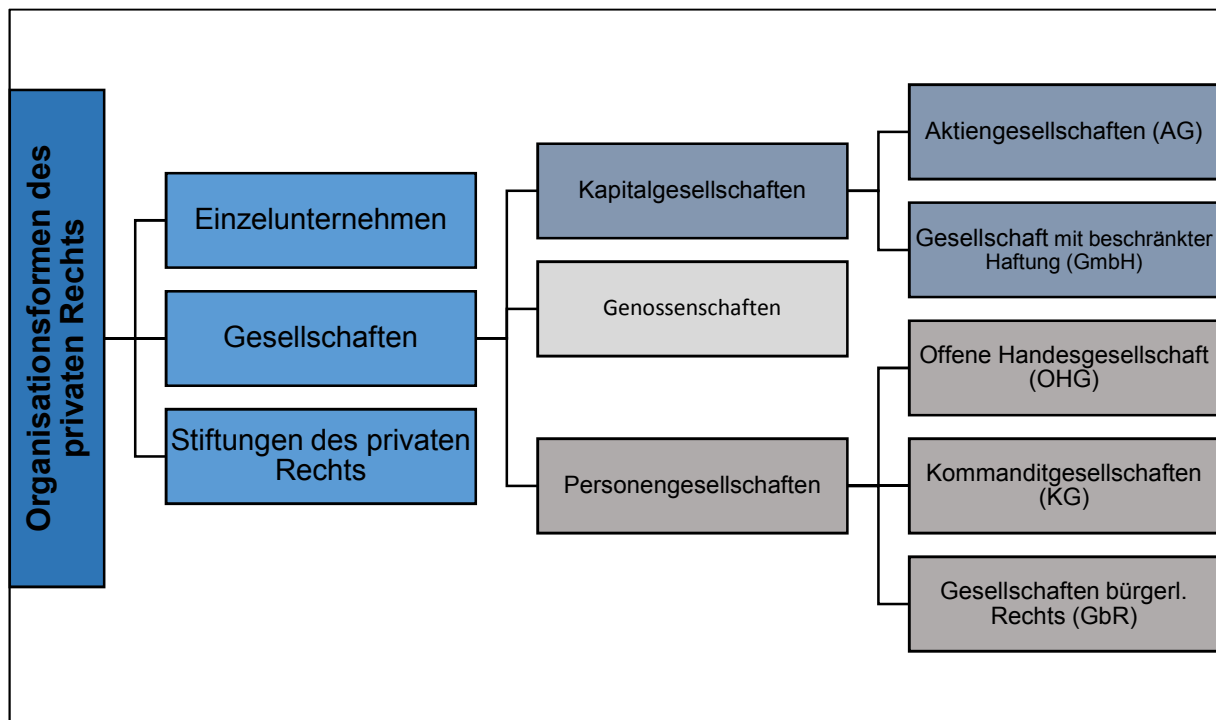 Organisationsformen des
privaten Rechts
Einzelunternehmen
Gesellschaften
Stiftungen des privaten
Rechts
Kapitalgesellschaften
Genossenschaften
Personengesellschaften
Aktiengesellschaften (AG)
Gesellschaft mit beschränkter
Haftung (GmbH)
Offene Handesgesellschaft
(OHG)
Kommanditgesellschaften
(KG)
Gesellschaften bürgerl.
Rechts (GbR)